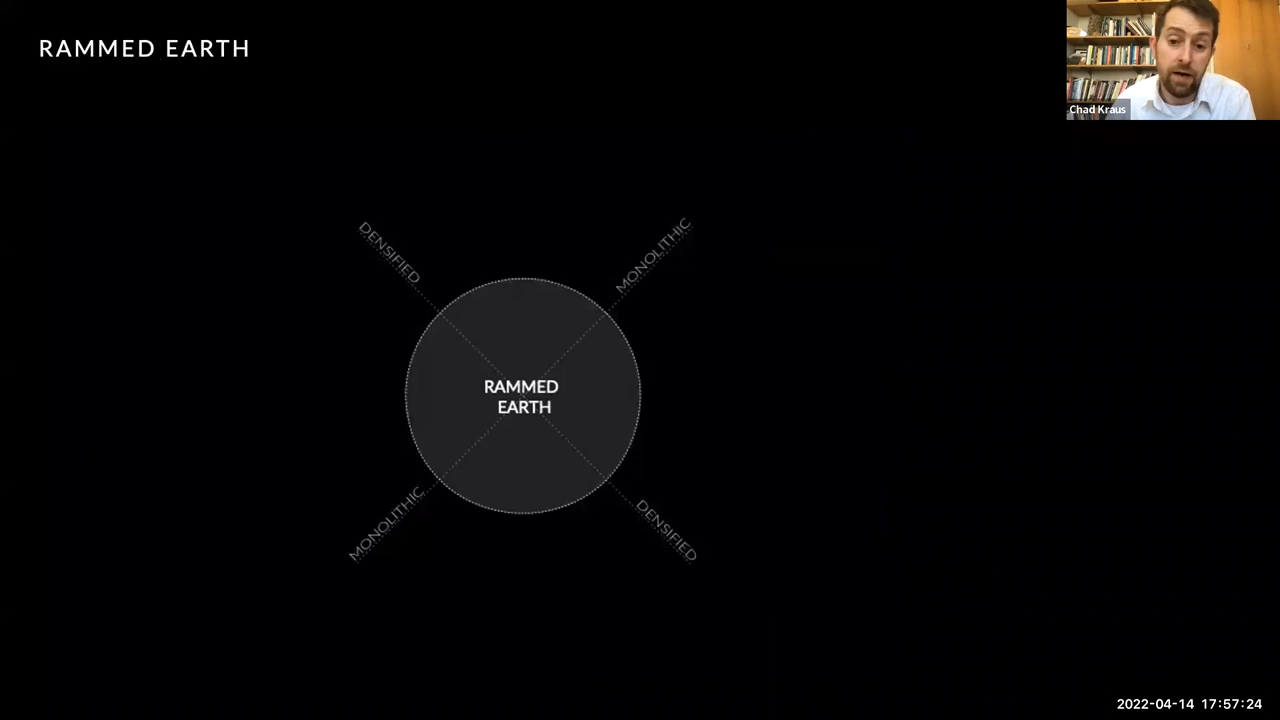 RAMMED EARTH
Chad Kraus
DENSIFIED
MONOLITHIC
RAMMED
EARTH
MONOLITHIC
DENSIFIED
2022-04-14 17:57:24